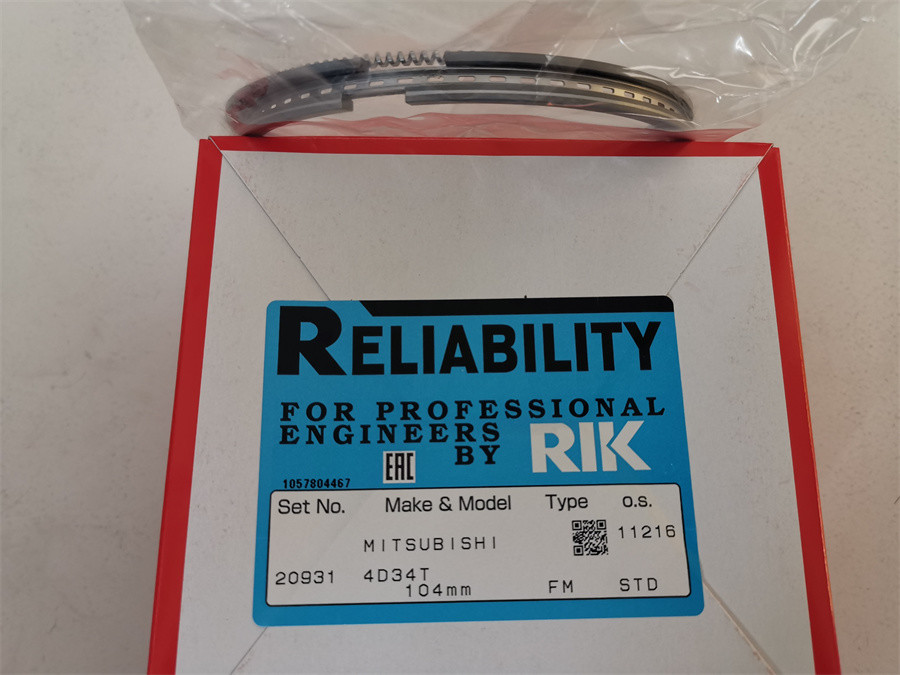 RELIABILITY
FOR PROFESSIONAL
ENGINEERS
BY RIK
EAC
1057804467
Set No. Make & Model Type o.s.
MITSUBISHI 11216
20931 4D34T
104mm FM STD